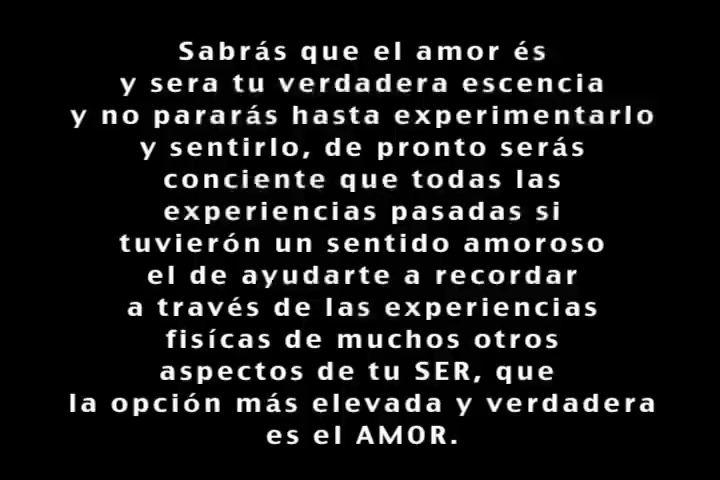 Sabrás que el amor és
y sera tu verdadera escencia
y no pararás hasta experimentarlo
y sentirlo, de pronto serás
conciente que todas las
experiencias pasadas si
tuvierón un sentido amoroso
el de ayudarte a recordar
a través de las experiencias
fisícas de muchos otros
aspectos de tu SER, que
la opción más elevada y verdadera
es el AMOR.